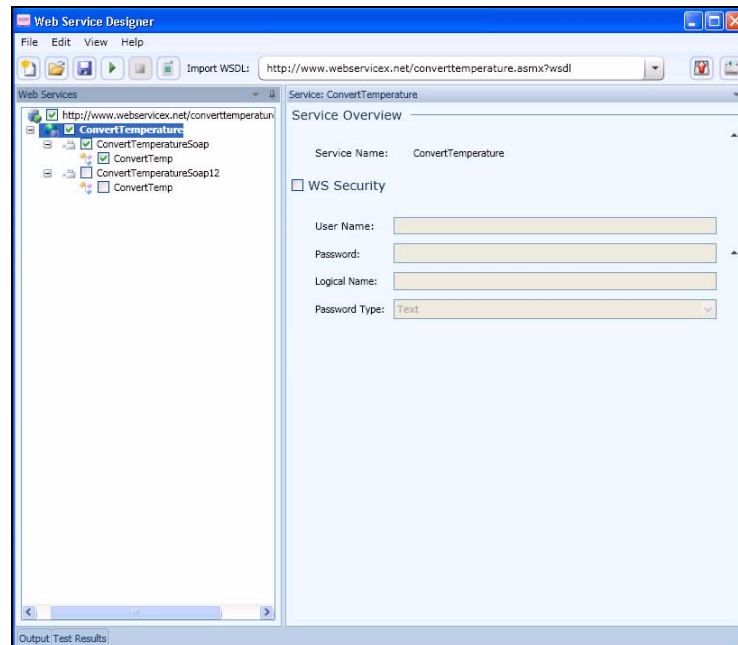 Web Service Designer
File Edit View Help
Import WSDL: http://www.webservicex.net/converttemperature.asmx?wsdl
Web Services
Service: ConvertTemperature
http://www.webservicex.net/converttemperatur
ConvertTemperature
ConvertTemperatureSoap
ConvertTemp
ConvertTemperatureSoap12
ConvertTemp
Service Overview
Service Name: ConvertTemperature
WS Security
User Name:
Password:
Logical Name:
Password Type: Text
Output Test Results